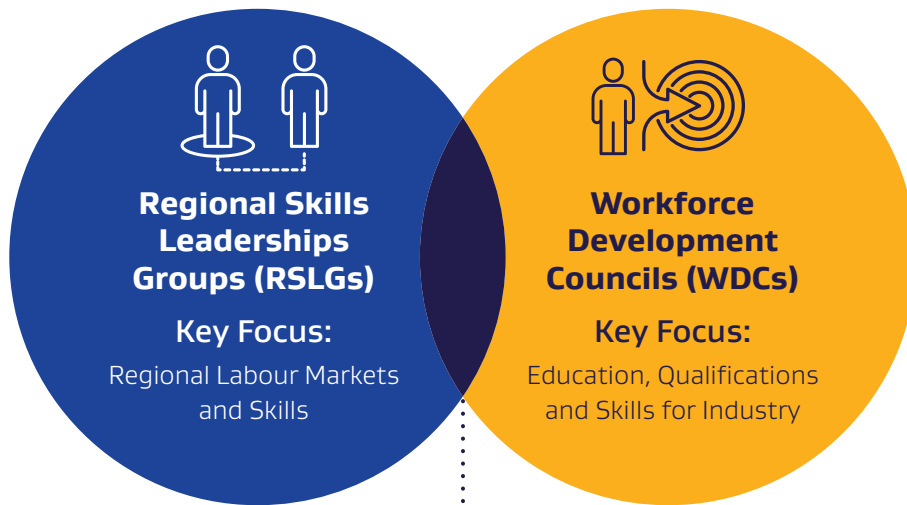 Regional Skills
Leaderships
Groups (RSLGs)
Key Focus:
Regional Labour Markets
and Skills
Workforce
Development
Councils (WDCs)
Key Focus:
Education, Qualifications
and Skills for Industry